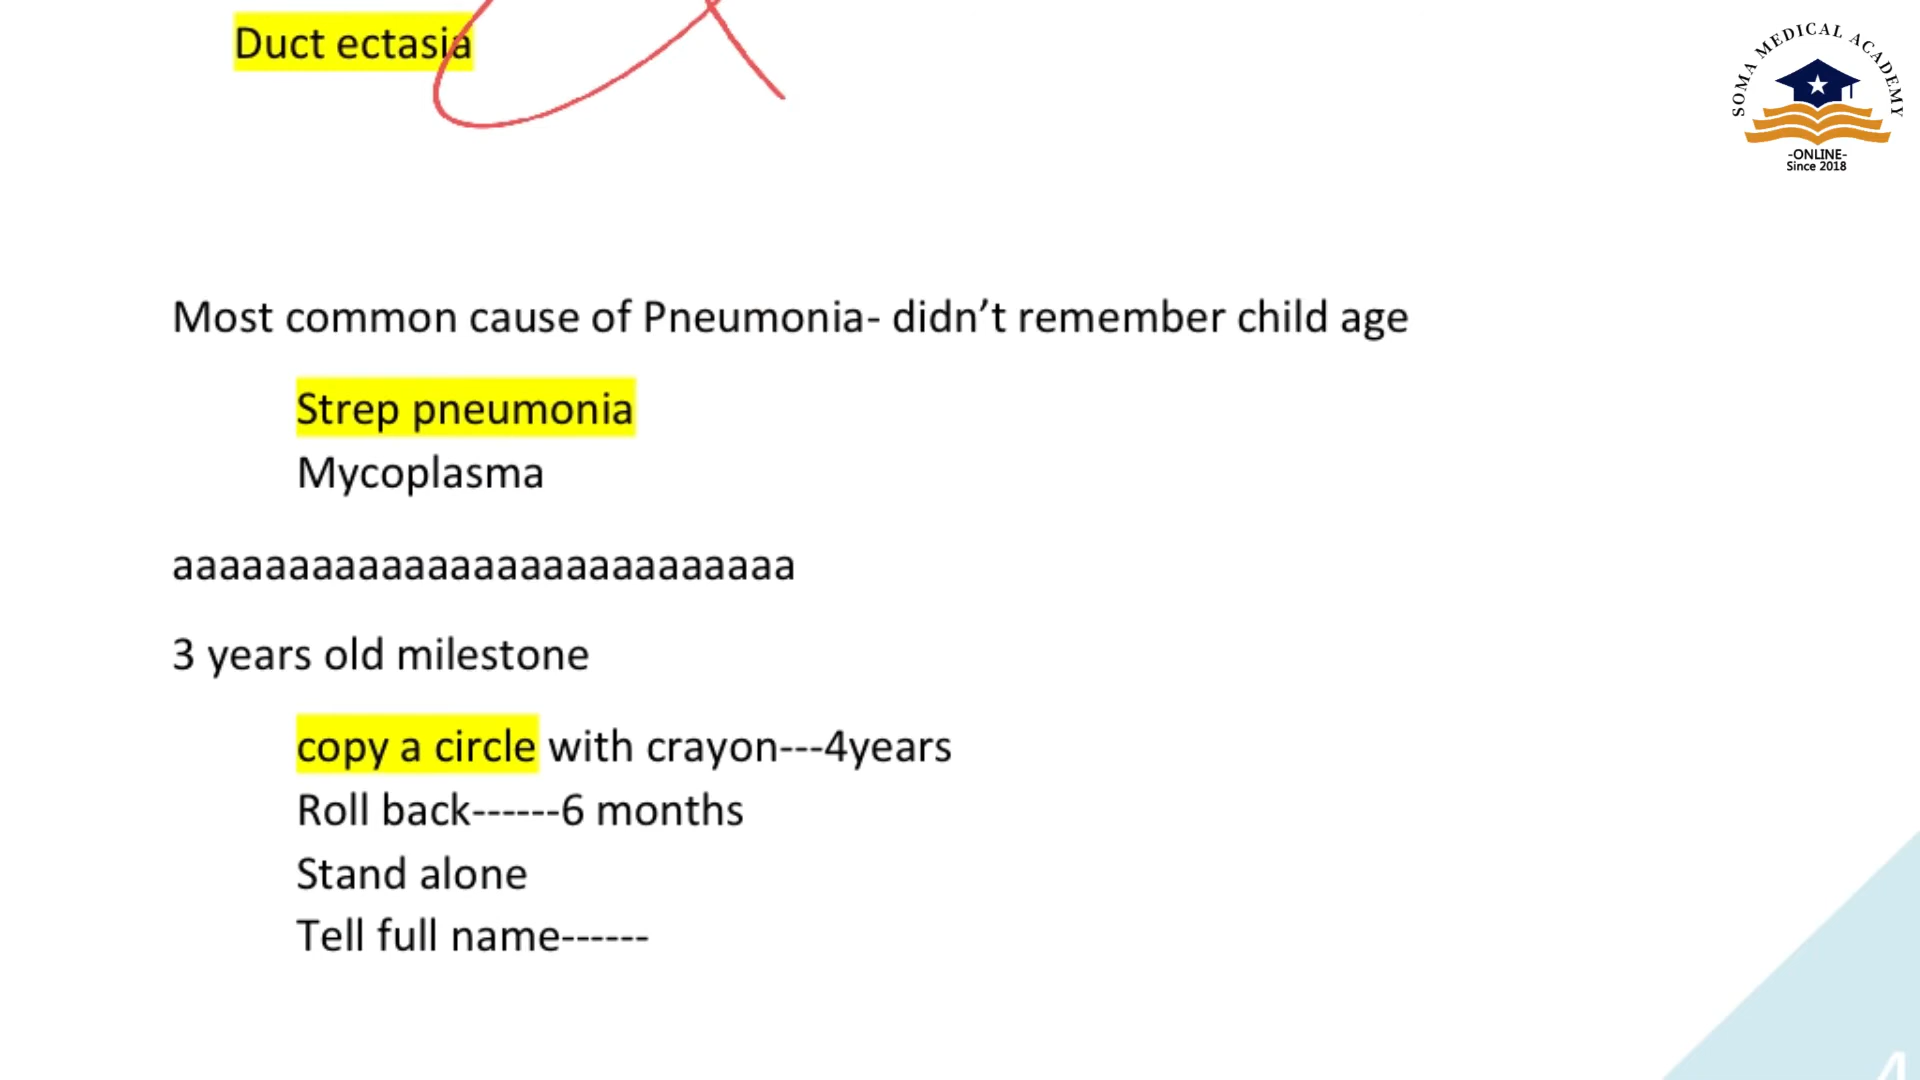 Duct ectasia
SOMA MEDICAL ACADEMY
-ONLINE-
Since 2018
Most common cause of Pneumonia- didn’t remember child age
Strep pneumonia
Mycoplasma
aaaaaaaaaaaaaaaaaaaaaaaaaaa
3 years old milestone
copy a circle with crayon---4years
Roll back------6 months
Stand alone
Tell full name------
4